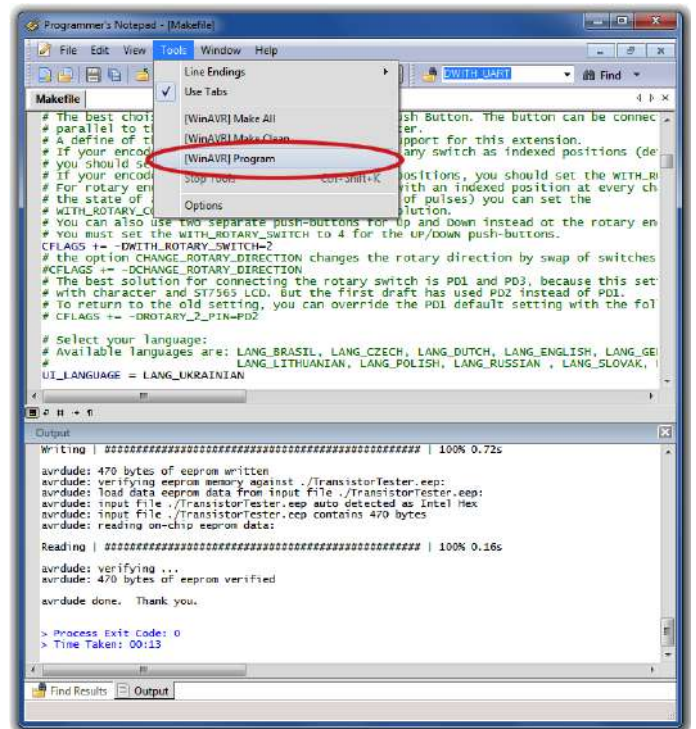 Programmer's Notepad - [Makefile]
File Edit View Tools Window Help
DWITH_UART Find
Makefile
Line Endings
Use Tabs
[WinAVR] Make All
[WinAVR] Make Clean
[WinAVR] Program
Stop Tools Ctrl+Shift+K
Options
# The best choi sh Button. The button can be connec
# parallel to th er.
# A define of t pport for this extension.
# If your encod any switch as indexed positions (de
# you should s
# If your encod ositions, you should set the WITH_R
# For rotary en with an indexed position at every ch
# the state of of pulses) you can set the
# WITH_ROTARY_ lution.
# You can also use two separate push-buttons for Up and Down instead ot the rotary en
# You must set the WITH_ROTARY_SWITCH to 4 for the UP/DOWN push-buttons.
CFLAGS += -DWITH_ROTARY_SWITCH=2
# the option CHANGE_ROTARY_DIRECTION changes the rotary direction by swap of switches
#CFLAGS += -DCHANGE_ROTARY_DIRECTION
# The best solution for connecting the rotary switch is PD1 and PD3, because this set
# with character and ST7565 LCD. But the first draft has used PD2 instead of PD1.
# To return to the old setting, you can override the PD1 default setting with the fol
# CFLAGS += -DROTARY_2_PIN=PD2
# Select your language:
# Available languages are: LANG_BRASIL, LANG_CZECH, LANG_DUTCH, LANG_ENGLISH, LANG_GE
# LANG_LITHUANIAN, LANG_POLISH, LANG_RUSSIAN , LANG_SLOVAK,
UI_LANGUAGE = LANG_UKRAINIAN
Output
Writing | ################################################## | 100% 0.72s
avrdude: 470 bytes of eeprom written
avrdude: verifying eeprom memory against ./TransistorTester.eep:
avrdude: load data eeprom data from input file ./TransistorTester.eep:
avrdude: input file ./TransistorTester.eep auto detected as Intel Hex
avrdude: input file ./TransistorTester.eep contains 470 bytes
avrdude: reading on-chip eeprom data:
Reading | ################################################## | 100% 0.16s
avrdude: verifying ...
avrdude: 470 bytes of eeprom verified
avrdude done. Thank you.
> Process Exit Code: 0
> Time Taken: 00:13
Find Results Output